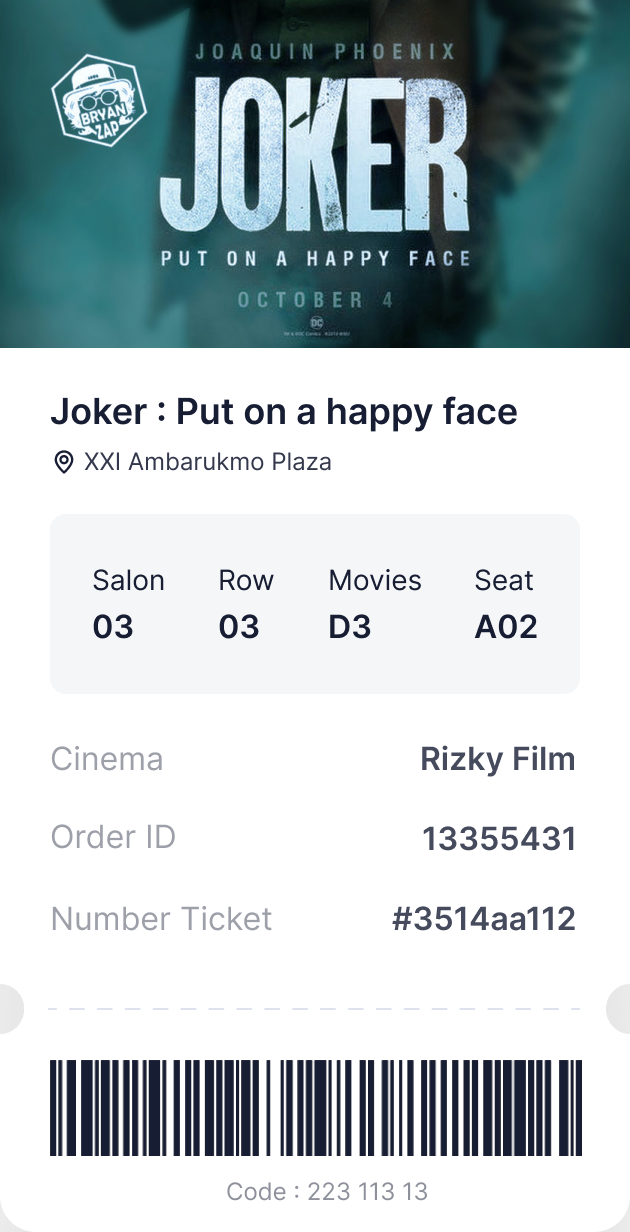 JOAQUIN PHOENIX
BRYAN
ZAP
JOKER
PUT ON A HAPPY FACE
OCTOBER 4
DC
Joker : Put on a happy face
XXI Ambarukmo Plaza
Salon Row Movies Seat
03 03 D3 A02
Cinema Rizky Film
Order ID 13355431
Number Ticket #3514aa112
Code : 223 113 13